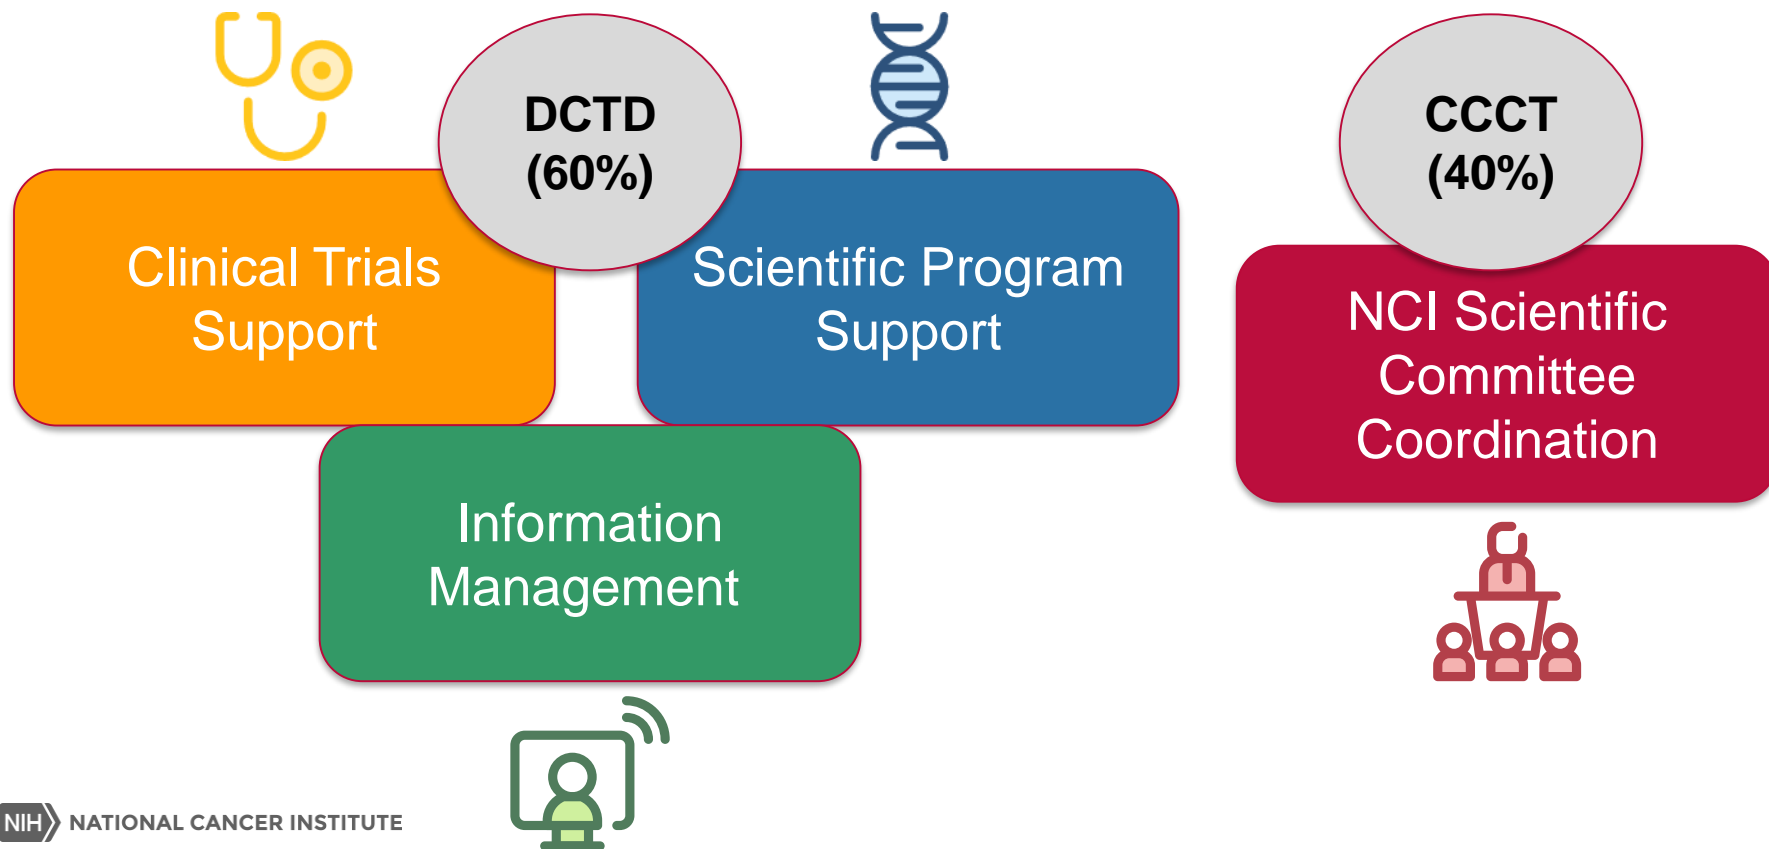 DCTD
(60%)
CCCT
(40%)
Clinical Trials
Support
Scientific Program
Support
NCI Scientific
Committee
Coordination
Information
Management
NIH NATIONAL CANCER INSTITUTE